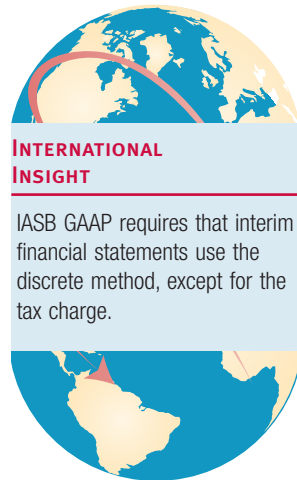 INTERNATIONAL
INSIGHT
IASB GAAP requires that interim
financial statements use the
discrete method, except for the
tax charge.